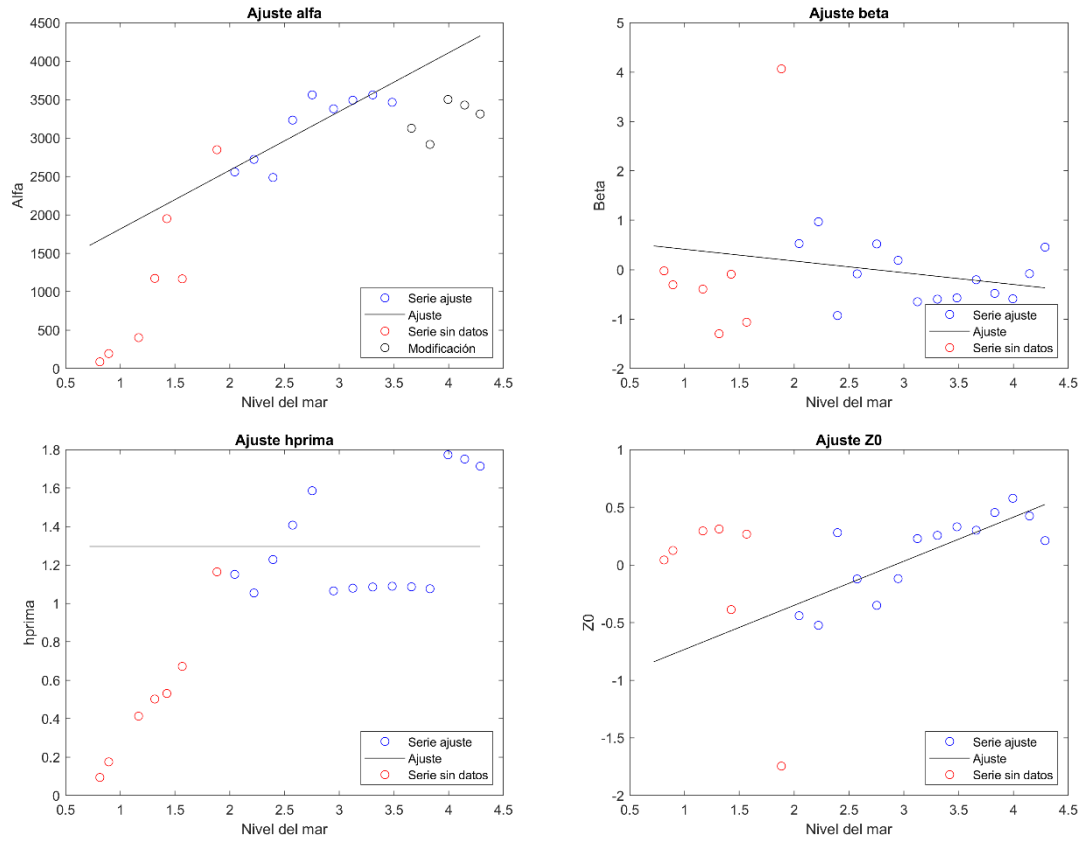 Ajuste alfa
4500
4000
3500
3000
2500
2000
1500
1000
500
0
Alfa
0.5 1 1.5 2 2.5 3 3.5 4 4.5
Nivel del mar
Serie ajuste
Ajuste
Serie sin datos
Modificación
Ajuste beta
5
4
3
2
1
0
-1
-2
Beta
0.5 1 1.5 2 2.5 3 3.5 4 4.5
Nivel del mar
Serie ajuste
Ajuste
Serie sin datos
Ajuste hprima
1.8
1.6
1.4
1.2
1
0.8
0.6
0.4
0.2
0
hprima
0.5 1 1.5 2 2.5 3 3.5 4 4.5
Nivel del mar
Serie ajuste
Ajuste
Serie sin datos
Ajuste Z0
1
0.5
0
-0.5
-1
-1.5
-2
Z0
0.5 1 1.5 2 2.5 3 3.5 4 4.5
Nivel del mar
Serie ajuste
Ajuste
Serie sin datos